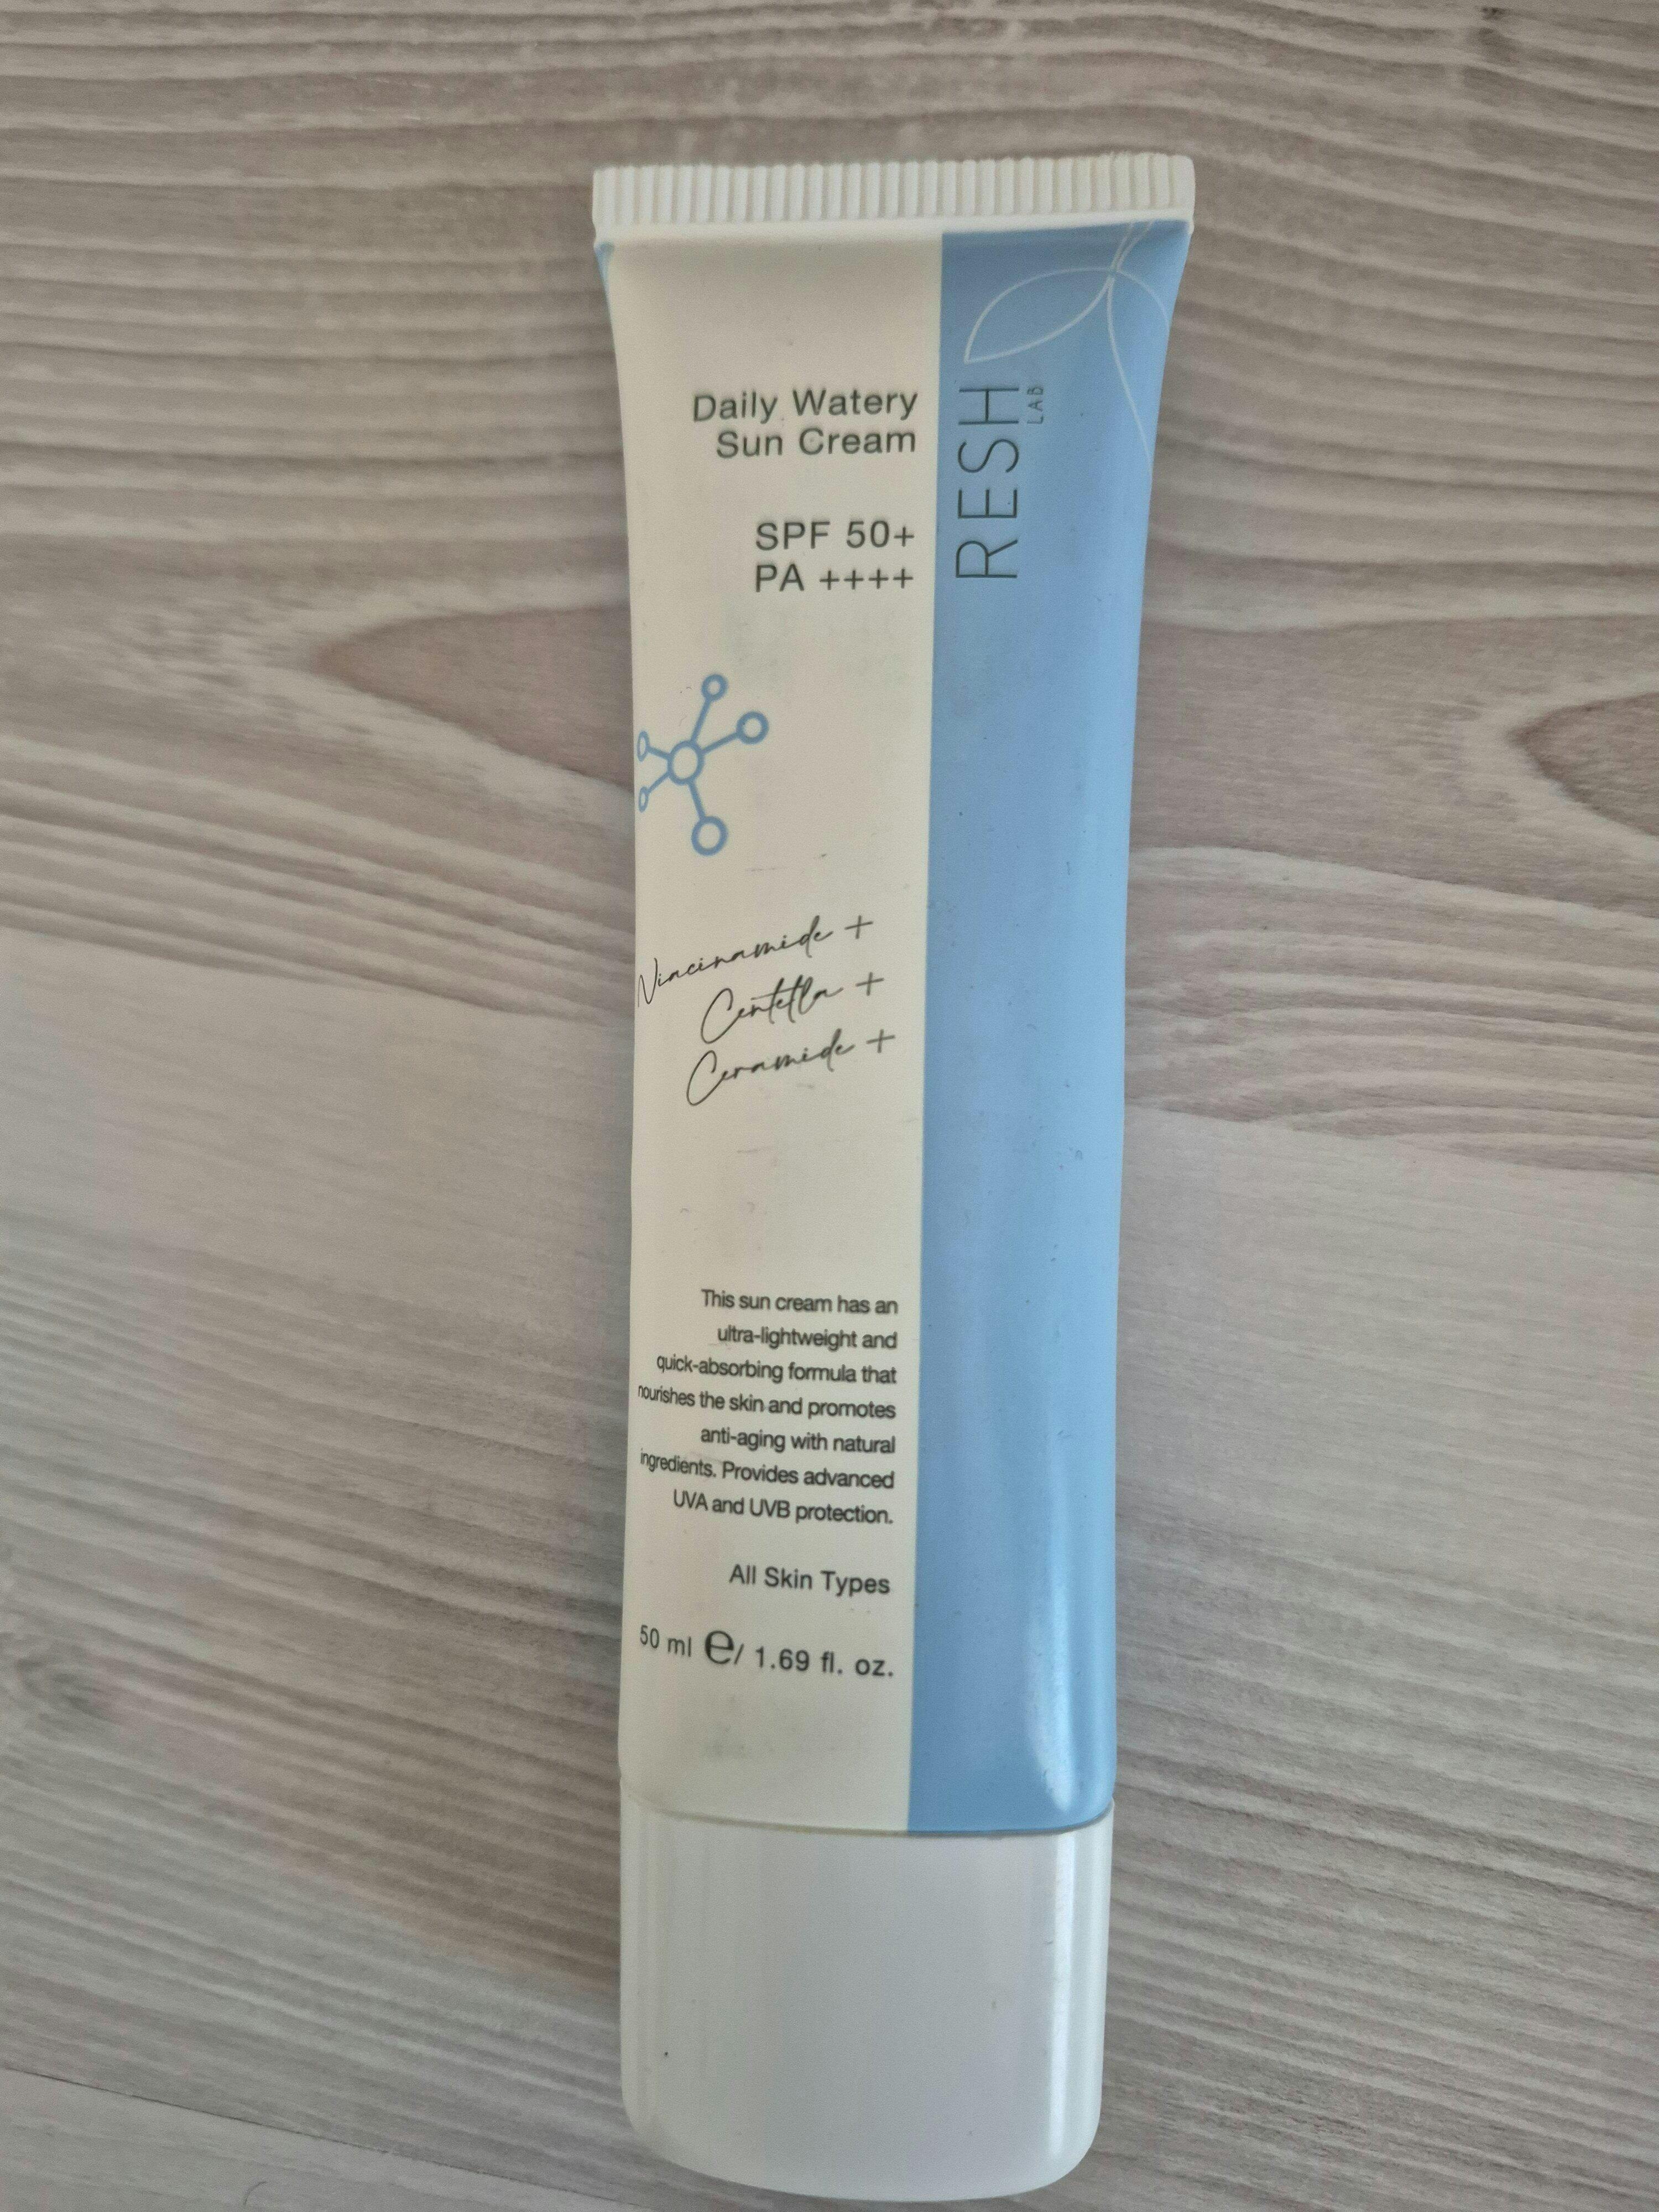 Daily Watery
Sun Cream
SPF 50+
PA ++++
RESH
LAB
Niacinamide +
Centella +
Ceramide +
This sun cream has an
ultra-lightweight and
quick-absorbing formula that
nourishes the skin and promotes
anti-aging with natural
ingredients. Provides advanced
UVA and UVB protection.
All Skin Types
50 ml ℮/ 1.69 fl. oz.